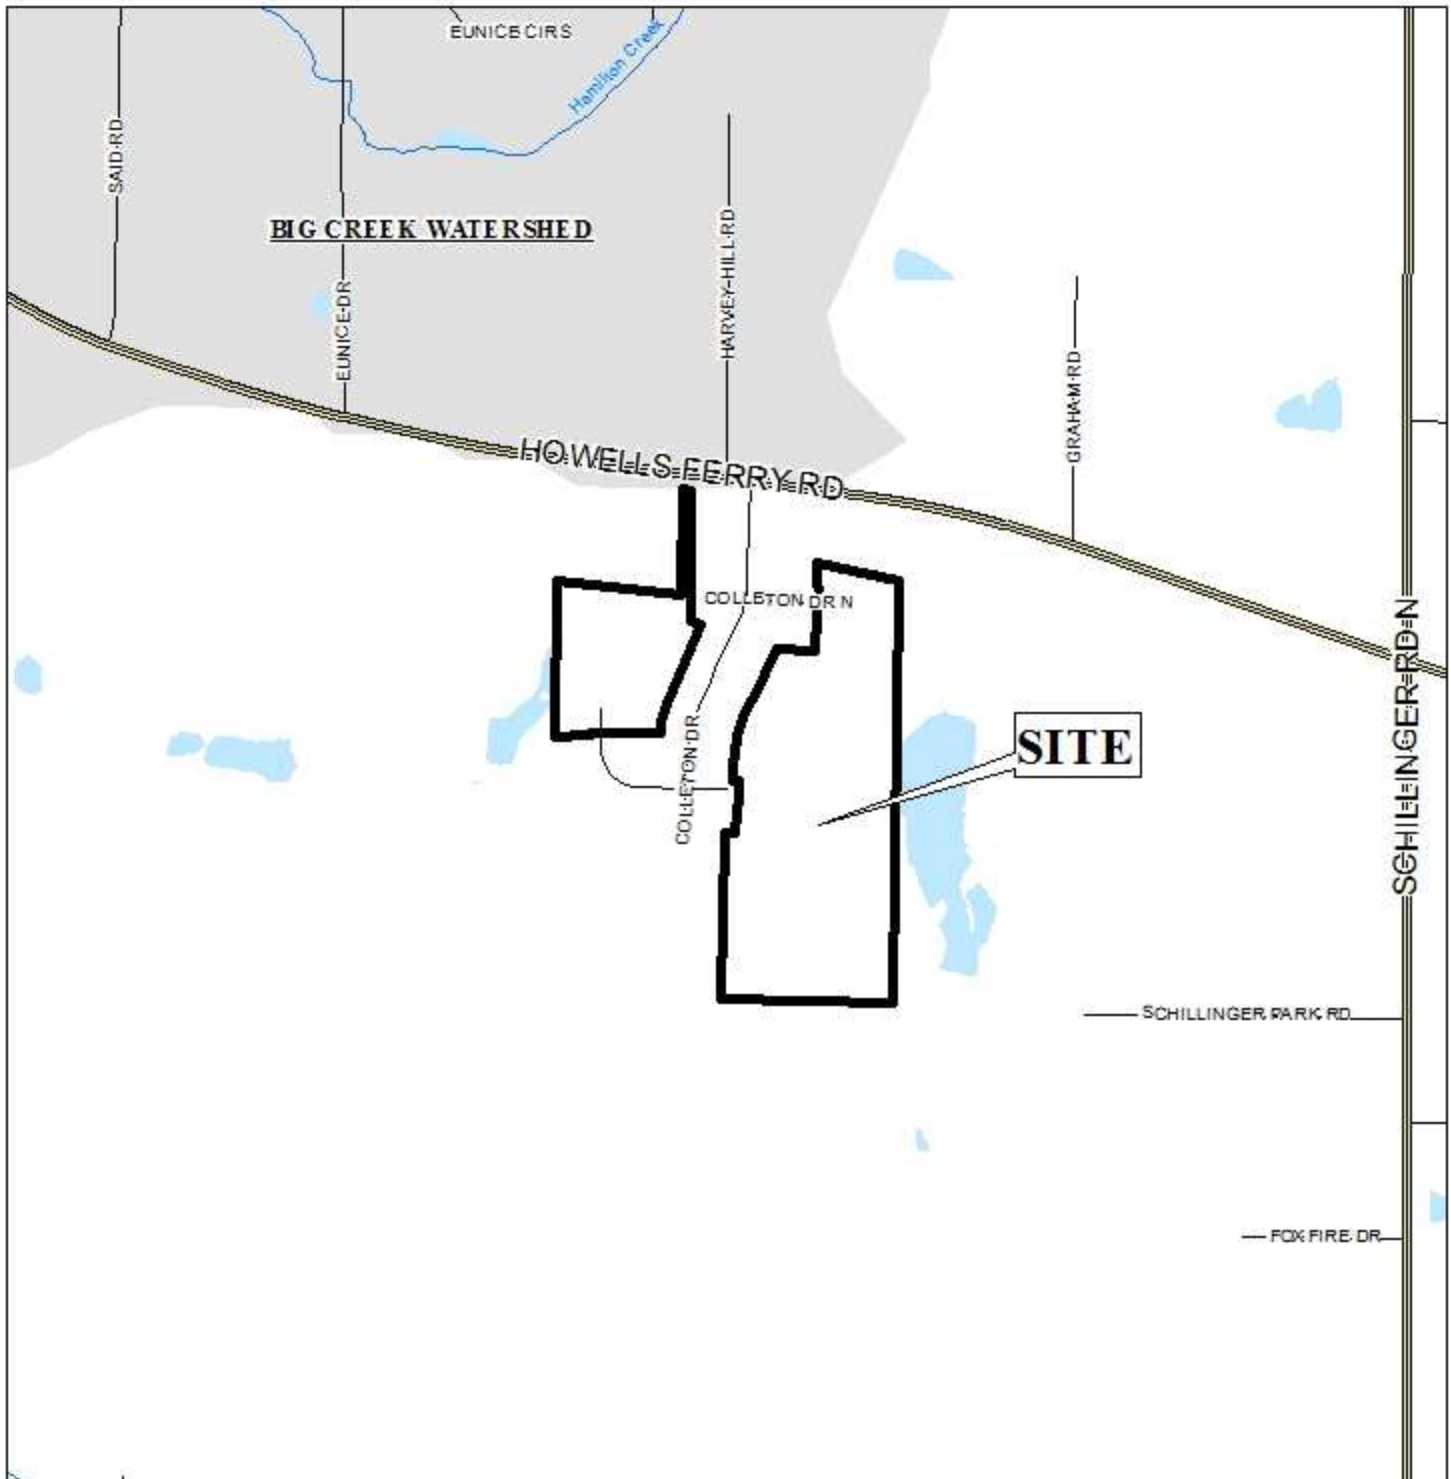 EUNICE CIR S
Hamilton Creek
SAID RD
BIG CREEK WATERSHED
HARVEY HILL RD
EUNICE DR
GRAHAM RD
HOWELLS FERRY RD
COLLETON DR N
SCHILLINGER RD N
COLLETON DR
SITE
SCHILLINGER PARK RD
FOX FIRE DR